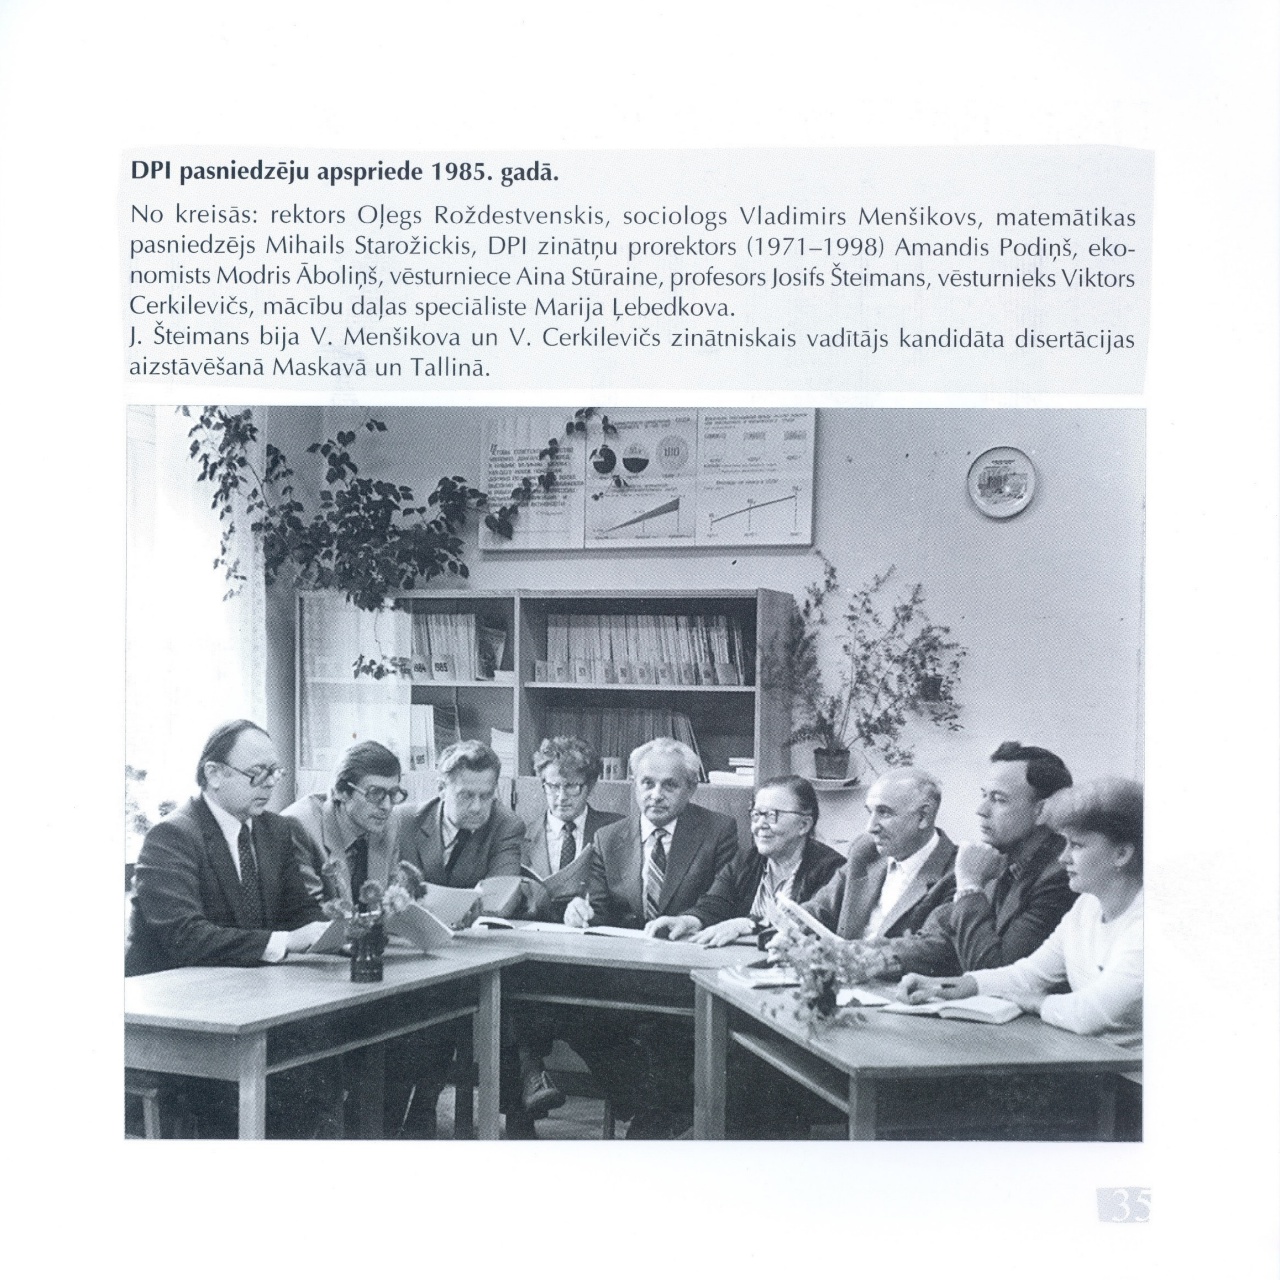 DPI pasniedzēju apspriede 1985. gadā.
No kreisās: rektors Oļegs Roždestvenskis, sociologs Vladimirs Menšikovs, matemātikas
pasniedzējs Mihails Starožickis, DPI zinātņu prorektors (1971–1998) Amandis Podiņš, eko-
nomists Modris Āboliņš, vēsturniece Aina Stūraine, profesors Josifs Šteimans, vēsturnieks Viktors
Cerkilevičs, mācību daļas speciāliste Marija Ļebedkova.
J. Šteimans bija V. Menšikova un V. Cerkilevičs zinātniskais vadītājs kandidāta disertācijas
aizstāvēšanā Maskavā un Tallinā.
1984 1985
35